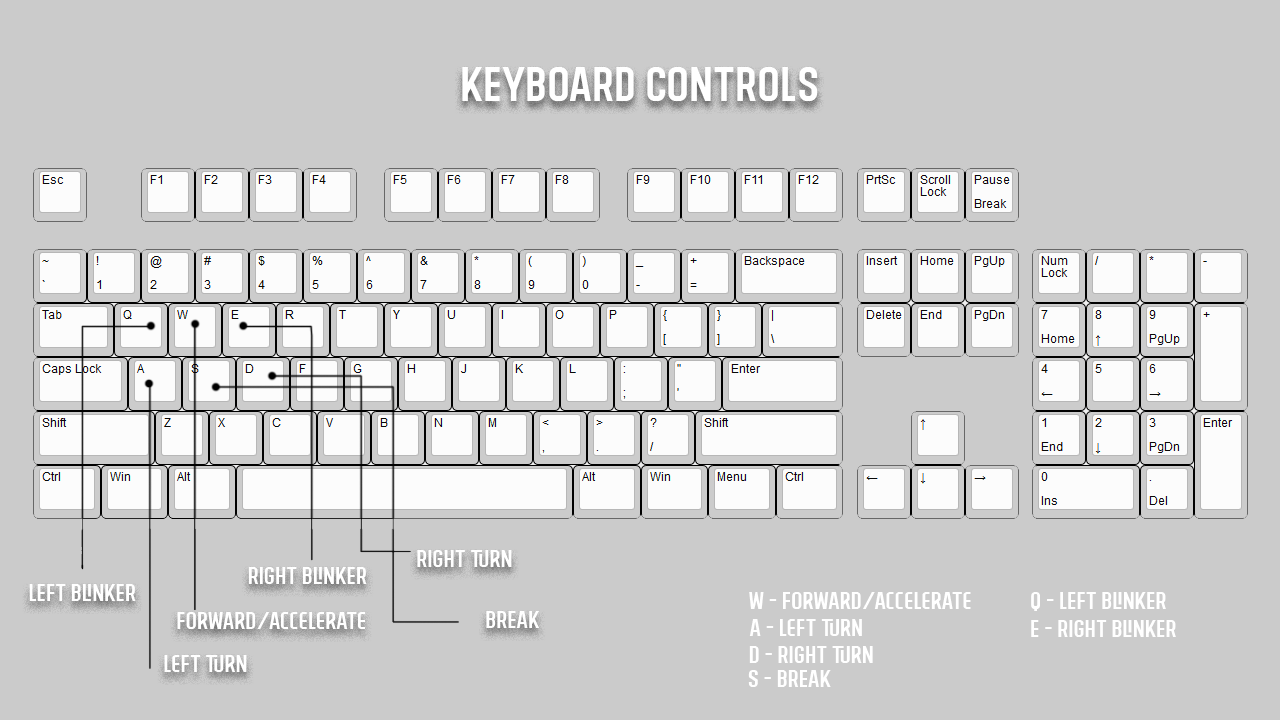 KEYBOARD CONTROLS
Esc F1 F2 F3 F4 F5 F6 F7 F8 F9 F10 F11 F12 PrtSc Scroll Lock Pause Break
~ ` ! 1 @ 2 # 3 $ 4 % 5 ^ 6 & 7 * 8 ( 9 ) 0 _ - + = Backspace Insert Home PgUp Num Lock / * -
Tab Q W E R T Y U I O P { [ } ] | \ Delete End PgDn 7 Home 8 ↑ 9 PgUp +
Caps Lock A S D F G H J K L : ; " ' Enter 4 ← 5 6 →
Shift Z X C V B N M < , > . ? / Shift ↑ 1 End 2 ↓ 3 PgDn Enter
Ctrl Win Alt Alt Win Menu Ctrl ← ↓ → 0 Ins . Del
RIGHT TURN
RIGHT BLINKER
LEFT BLINKER
FORWARD/ACCELERATE
BREAK
LEFT TURN
W - FORWARD/ACCELERATE
A - LEFT TURN
D - RIGHT TURN
S - BREAK
Q - LEFT BLINKER
E - RIGHT BLINKER